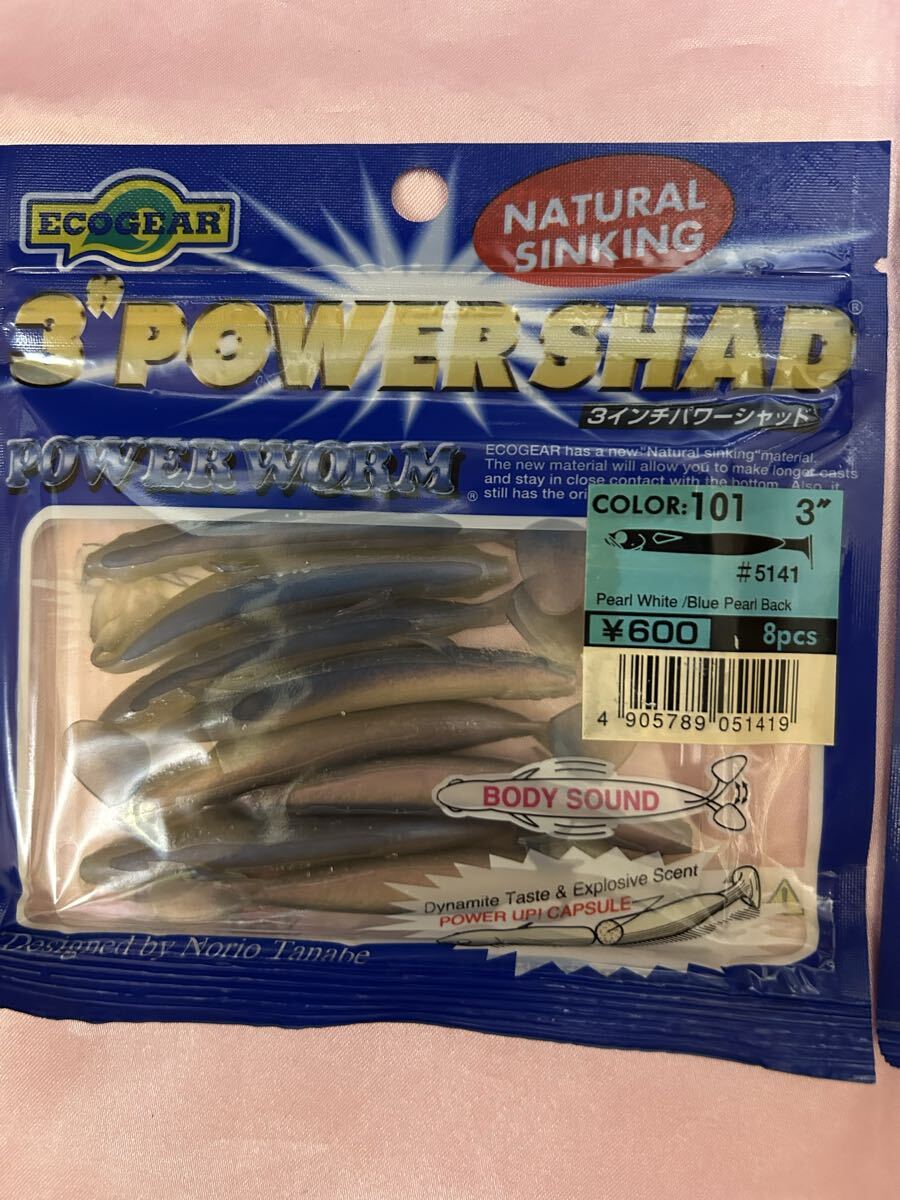 ECOGEAR®
NATURAL
SINKING
3" POWER SHAD®
3インチパワーシャッド
POWER WORM®
ECOGEAR has a new "Natural sinking" material.
The new material will allow you to make longer casts
and stay in close contact with the bottom. Also, it
still has the
COLOR: 101 3"
#5141
Pearl White /Blue Pearl Back
¥600 8pcs
4 905789 051419
BODY SOUND
Dynamite Taste & Explosive Scent
POWER UP! CAPSULE
Designed by Norio Tanabe